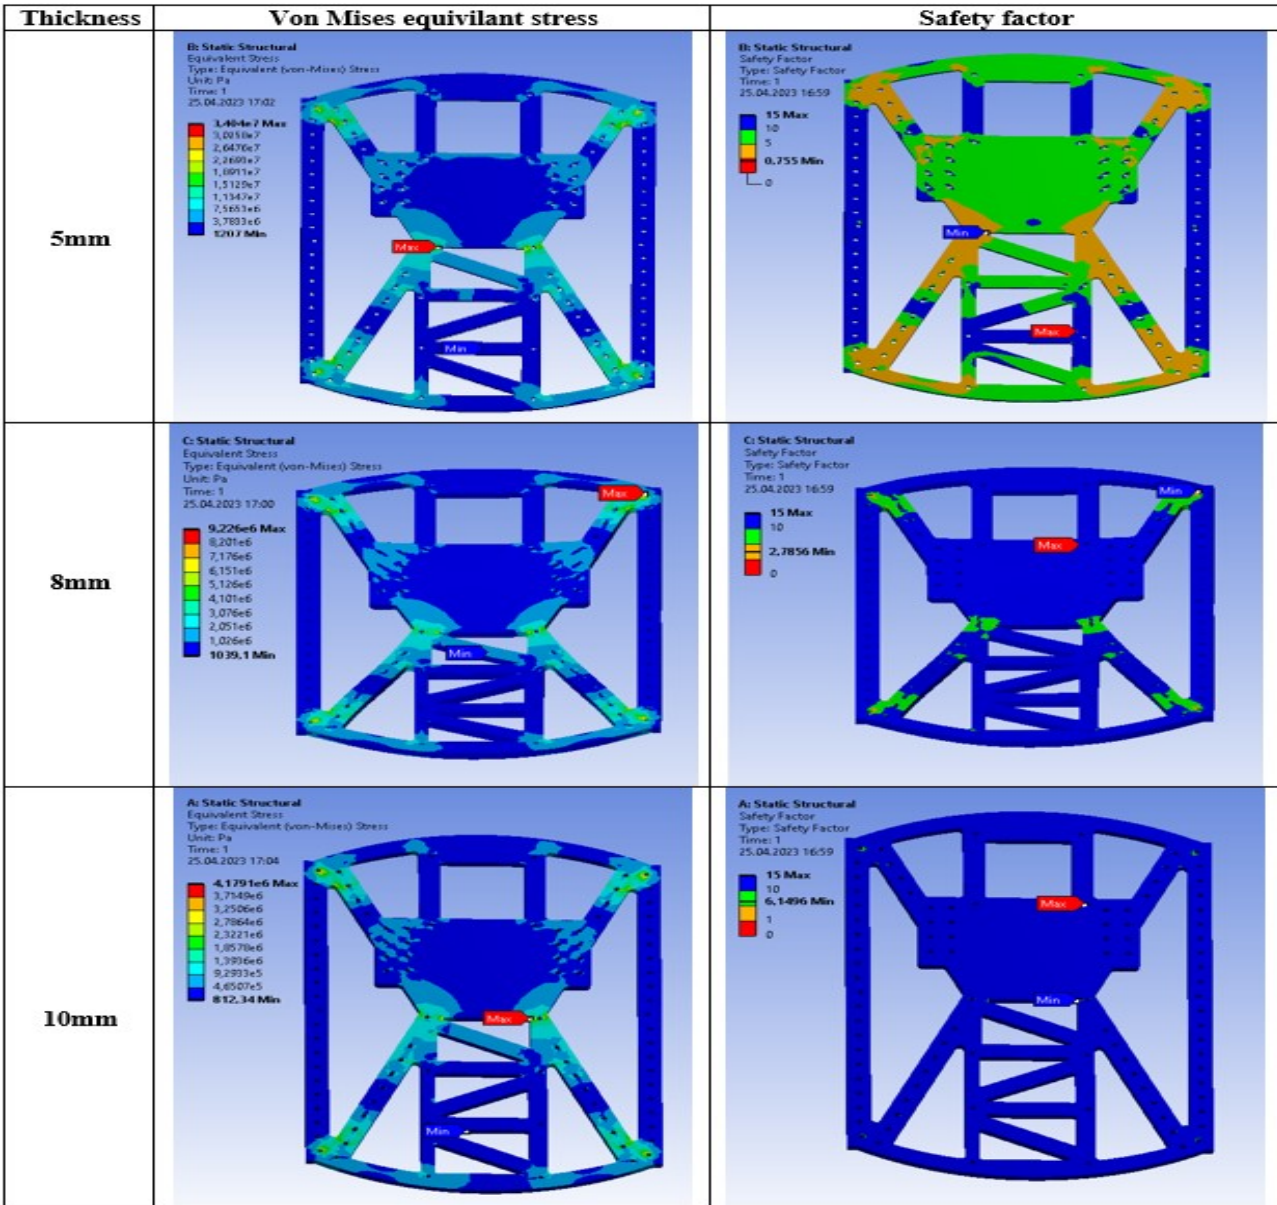 Thickness Von Mises equivilant stress Safety factor
5mm
B: Static Structural
Equivalent Stress
Type: Equivalent (von-Mises) Stress
Unit: Pa
Time: 1
25.04.2023 17:02
3,404e7 Max
3,0258e7
2,6476e7
2,2693e7
1,8911e7
1,5129e7
1,1347e7
7,5653e6
3,7833e6
1207 Min
Max
Min
B: Static Structural
Safety Factor
Type: Safety Factor
Time: 1
25.04.2023 16:59
15 Max
10
5
0,755 Min
0
Min
Max
8mm
C: Static Structural
Equivalent Stress
Type: Equivalent (von-Mises) Stress
Unit: Pa
Time: 1
25.04.2023 17:00
9,226e6 Max
8,201e6
7,176e6
6,151e6
5,126e6
4,101e6
3,076e6
2,051e6
1,026e6
1039,1 Min
Max
Min
C: Static Structural
Safety Factor
Type: Safety Factor
Time: 1
25.04.2023 16:59
15 Max
10
2,7856 Min
0
Min
Max
10mm
A: Static Structural
Equivalent Stress
Type: Equivalent (von-Mises) Stress
Unit: Pa
Time: 1
25.04.2023 17:04
4,1791e6 Max
3,7149e6
3,2506e6
2,7864e6
2,3221e6
1,8578e6
1,3936e6
9,2933e5
4,6507e5
812,34 Min
Max
Min
A: Static Structural
Safety Factor
Type: Safety Factor
Time: 1
25.04.2023 16:59
15 Max
10
6,1496 Min
1
0
Max
Min